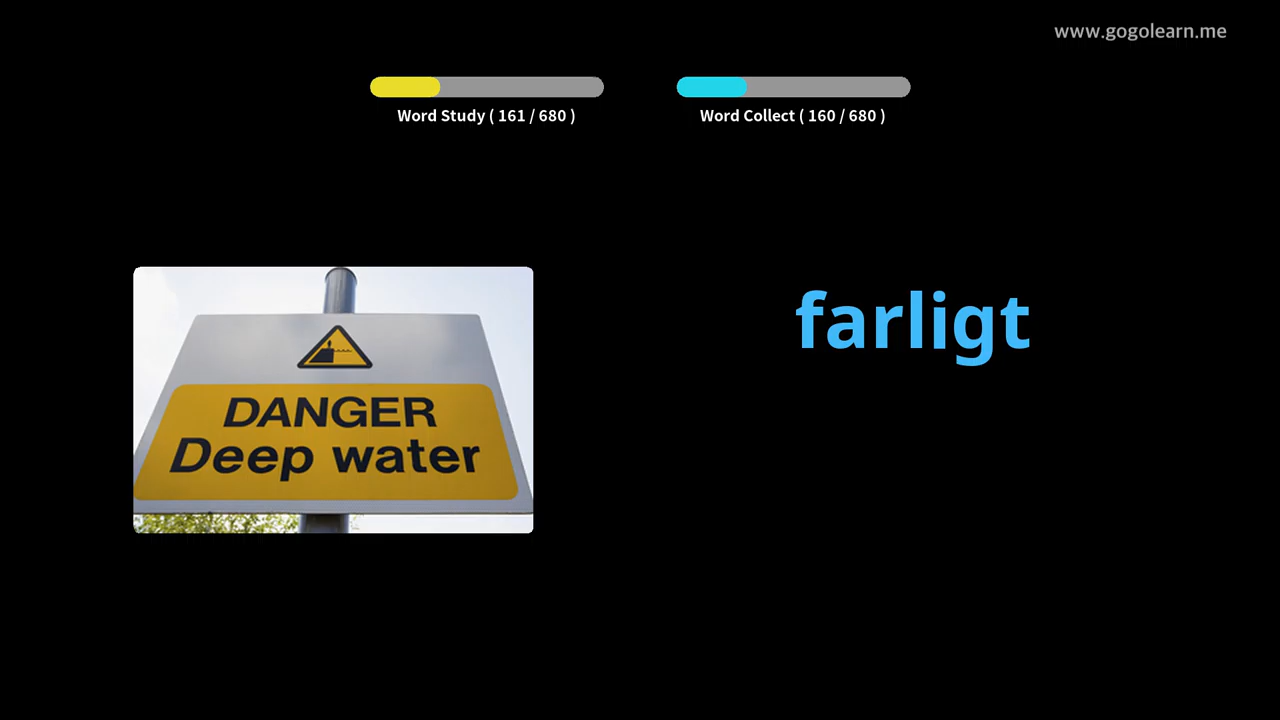 www.gogolearn.me
Word Study ( 161 / 680 )
Word Collect ( 160 / 680 )
DANGER
Deep water
farligt